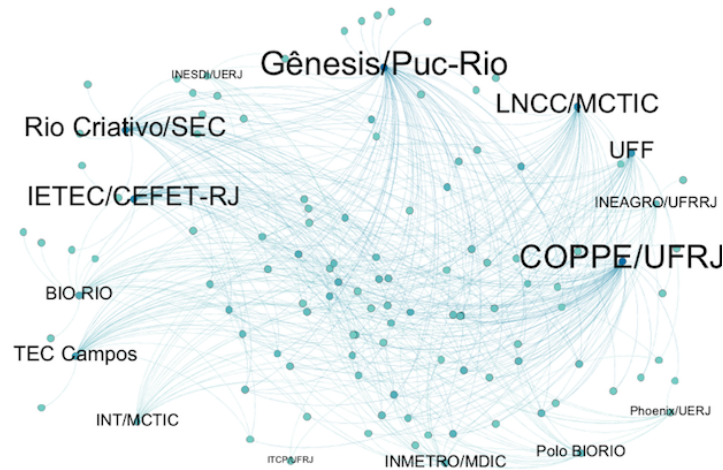 Gênesis/Puc-Rio
INESDI/UERJ
LNCC/MCTIC
Rio Criativo/SEC
UFF
IETEC/CEFET-RJ
INEAGRO/UFRRJ
COPPE/UFRJ
BIO RIO
TEC Campos
Phoenix/UERJ
INT/MCTIC
Polo BIORIO
ITCP/UFRJ
INMETRO/MDIC